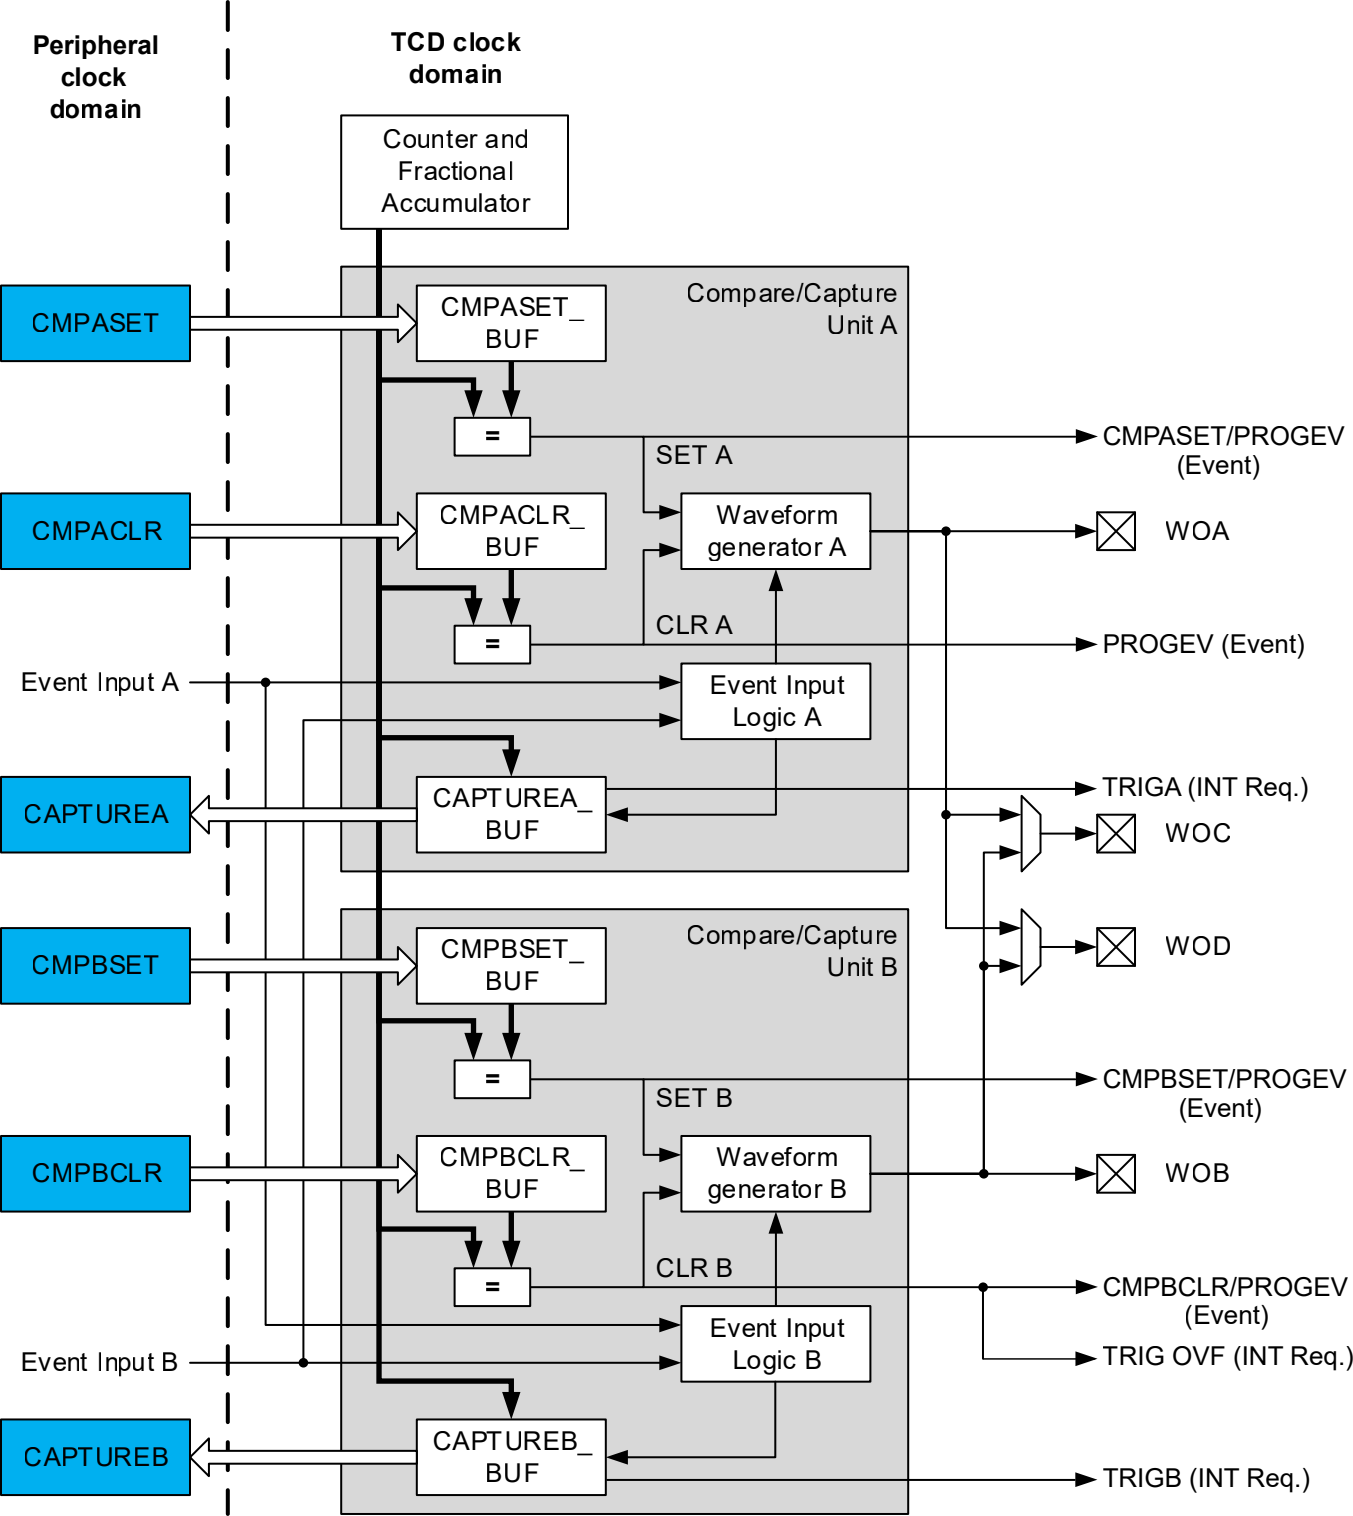 Peripheral
clock
domain
TCD clock
domain
Counter and
Fractional
Accumulator
Compare/Capture
Unit A
CMPASET
CMPASET_
BUF
=
SET A
CMPASET/PROGEV
(Event)
CMPACLR
CMPACLR_
BUF
Waveform
generator A
WOA
=
CLR A
PROGEV (Event)
Event Input A
Event Input
Logic A
CAPTUREA
CAPTUREA_
BUF
TRIGA (INT Req.)
WOC
Compare/Capture
Unit B
CMPBSET
CMPBSET_
BUF
WOD
=
SET B
CMPBSET/PROGEV
(Event)
CMPBCLR
CMPBCLR_
BUF
Waveform
generator B
WOB
=
CLR B
CMPBCLR/PROGEV
(Event)
Event Input B
Event Input
Logic B
TRIG OVF (INT Req.)
CAPTUREB
CAPTUREB_
BUF
TRIGB (INT Req.)